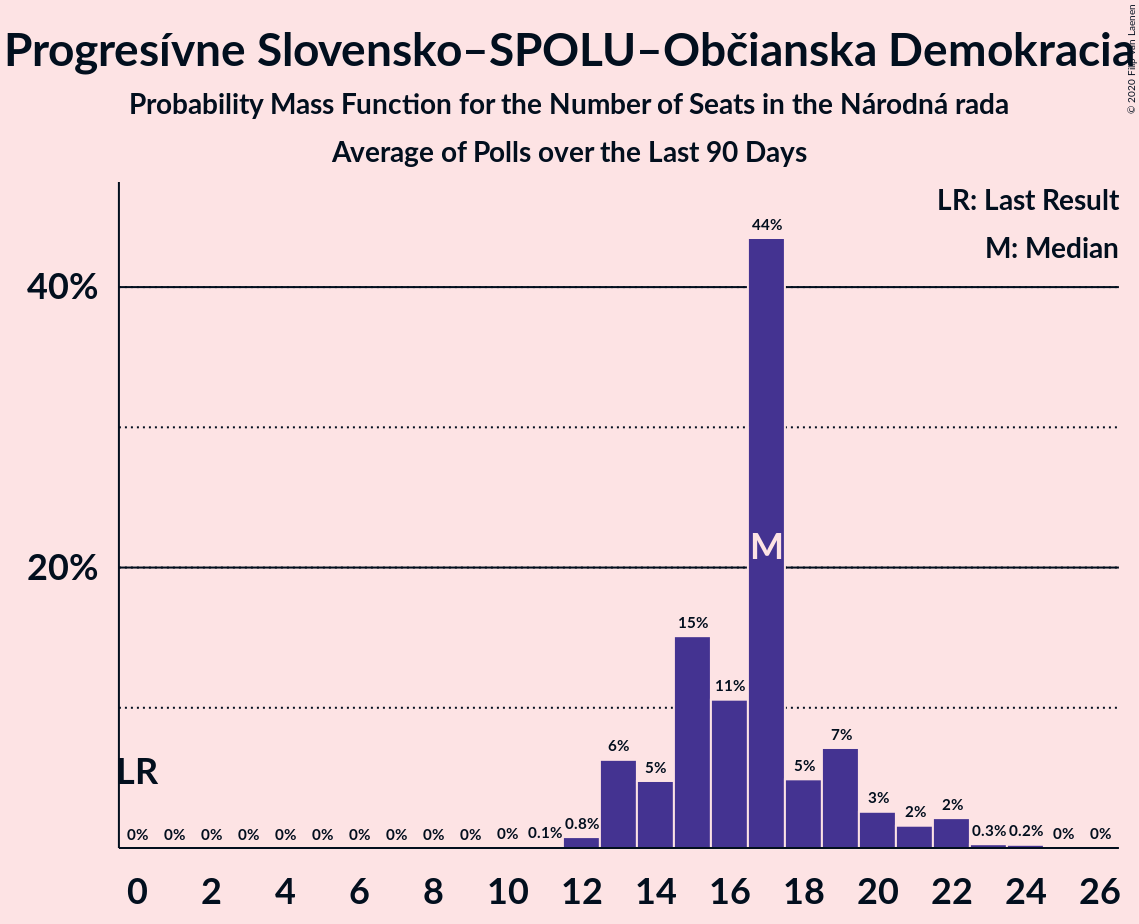 Progresívne Slovensko–SPOLU–Občianska Demokracia
Probability Mass Function for the Number of Seats in the Národná rada
Average of Polls over the Last 90 Days
© 2020 Filip van Laenen
LR: Last Result
M: Median
44%
40%
M
20%
15%
11%
6%
5%
5%
7%
LR
3%
2%
2%
0% 0% 0% 0% 0% 0% 0% 0% 0% 0% 0% 0.1% 0.8% 0.3% 0.2% 0% 0%
0 2 4 6 8 10 12 14 16 18 20 22 24 26